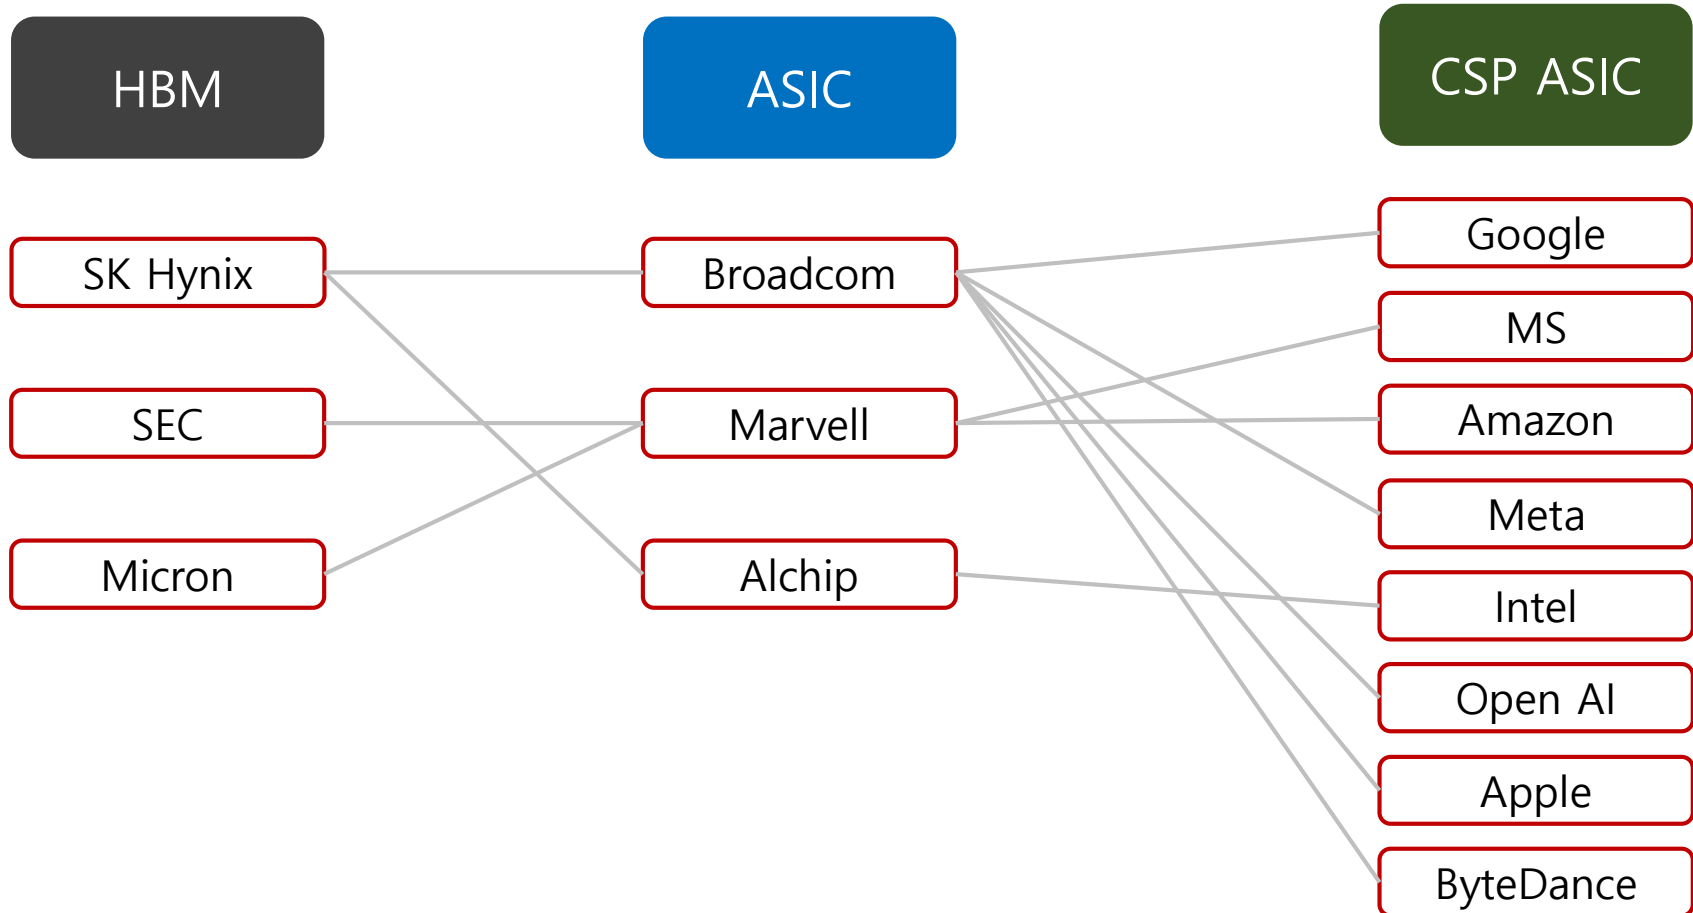 HBM
ASIC
CSP ASIC
SK Hynix
Broadcom
Google
MS
SEC
Marvell
Amazon
Meta
Micron
Alchip
Intel
Open AI
Apple
ByteDance